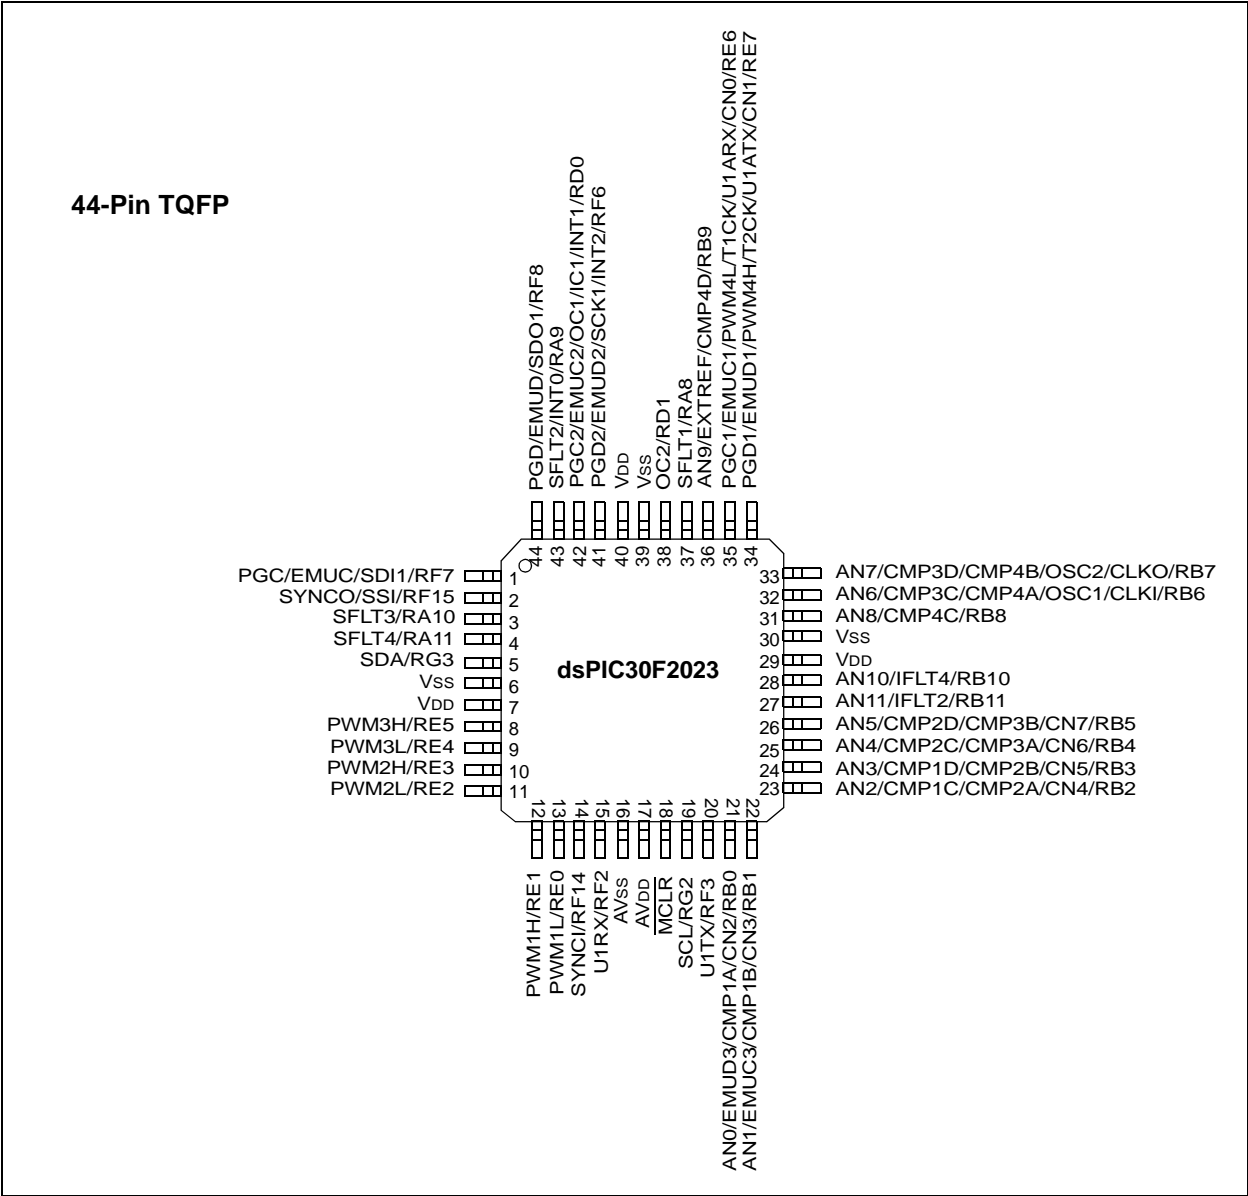 44-Pin TQFP
PGD/EMUD/SDO1/RF8
SFLT2/INT0/RA9
PGC2/EMUC2/OC1/IC1/INT1/RD0
PGD2/EMUD2/SCK1/INT2/RF6
VDD
VSS
OC2/RD1
SFLT1/RA8
AN9/EXTREF/CMP4D/RB9
PGC1/EMUC1/PWM4L/T1CK/U1ARX/CN0/RE6
PGD1/EMUD1/PWM4H/T2CK/U1ATX/CN1/RE7
44 43 42 41 40 39 38 37 36 35 34
PGC/EMUC/SDI1/RF7 1
SYNCO/SSI/RF15 2
SFLT3/RA10 3
SFLT4/RA11 4
SDA/RG3 5
VSS 6
VDD 7
PWM3H/RE5 8
PWM3L/RE4 9
PWM2H/RE3 10
PWM2L/RE2 11
dsPIC30F2023
33 AN7/CMP3D/CMP4B/OSC2/CLKO/RB7
32 AN6/CMP3C/CMP4A/OSC1/CLKI/RB6
31 AN8/CMP4C/RB8
30 VSS
29 VDD
28 AN10/IFLT4/RB10
27 AN11/IFLT2/RB11
26 AN5/CMP2D/CMP3B/CN7/RB5
25 AN4/CMP2C/CMP3A/CN6/RB4
24 AN3/CMP1D/CMP2B/CN5/RB3
23 AN2/CMP1C/CMP2A/CN4/RB2
12 13 14 15 16 17 18 19 20 21 22
PWM1H/RE1
PWM1L/RE0
SYNCI/RF14
U1RX/RF2
AVSS
AVDD
MCLR
SCL/RG2
U1TX/RF3
AN0/EMUD3/CMP1A/CN2/RB0
AN1/EMUC3/CMP1B/CN3/RB1